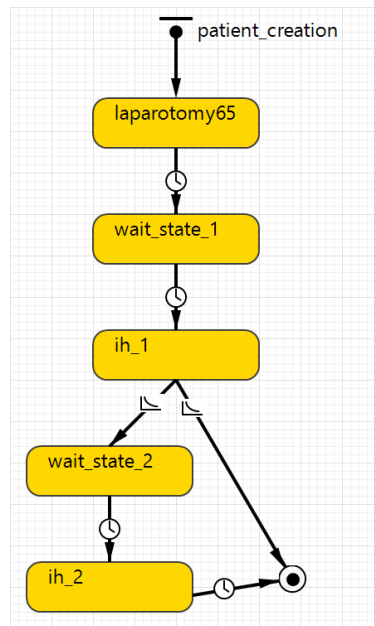 patient_creation
laparotomy65
wait_state_1
ih_1
wait_state_2
ih_2